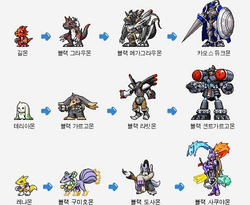 길몬 블랙 그라우몬 블랙 메가그라우몬 카오스 듀크몬
테리어몬 블랙 가르고몬 블랙 라핏몬 블랙 센트가르고몬
레나몬 블랙 구미호몬 블랙 도사몬 블랙 사쿠야몬